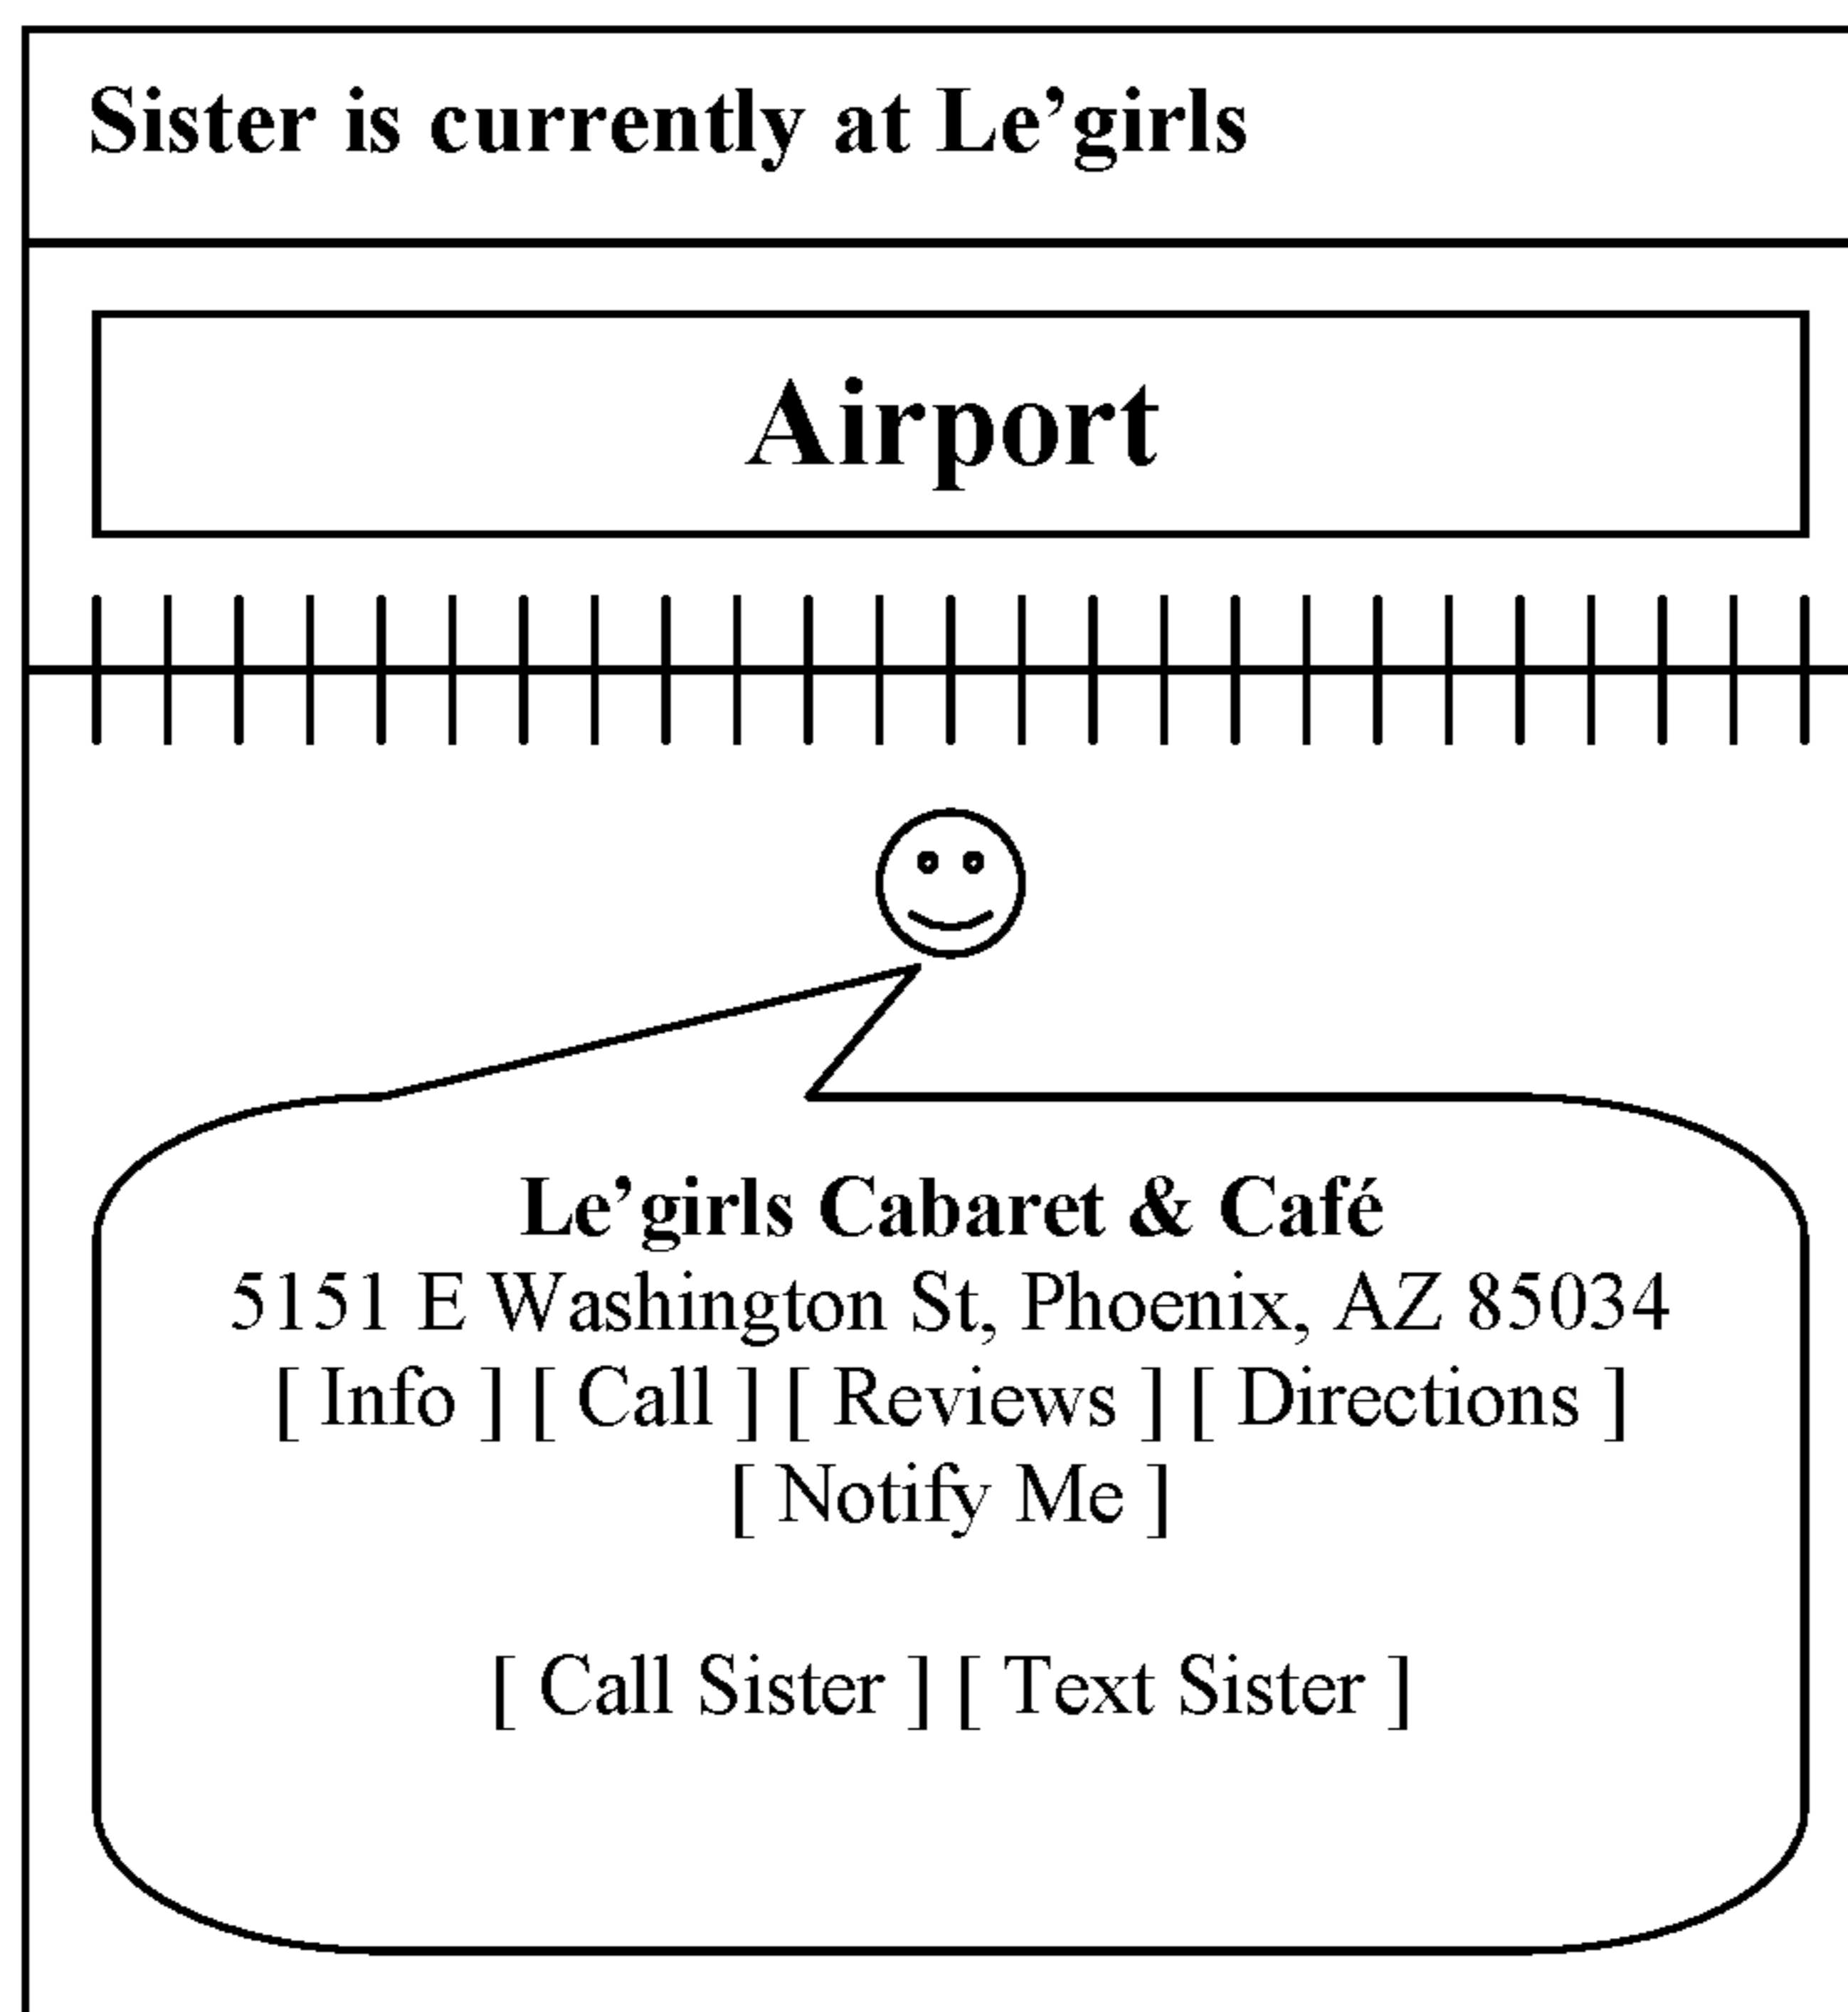 Sister is currently at Le’girls
Airport
Le’girls Cabaret & Café
5151 E Washington St, Phoenix, AZ 85034
[ Info ] [ Call ] [ Reviews ] [ Directions ]
[ Notify Me ]
[ Call Sister ] [ Text Sister ]